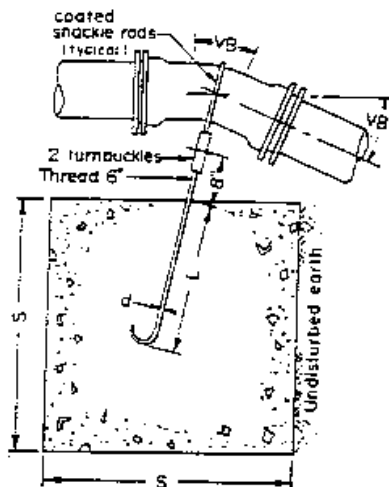 coated
shackle rods
(typical)
VB
VB
2 turnbuckles
Thread 6"
8"
S
L
d
Undisturbed earth
S